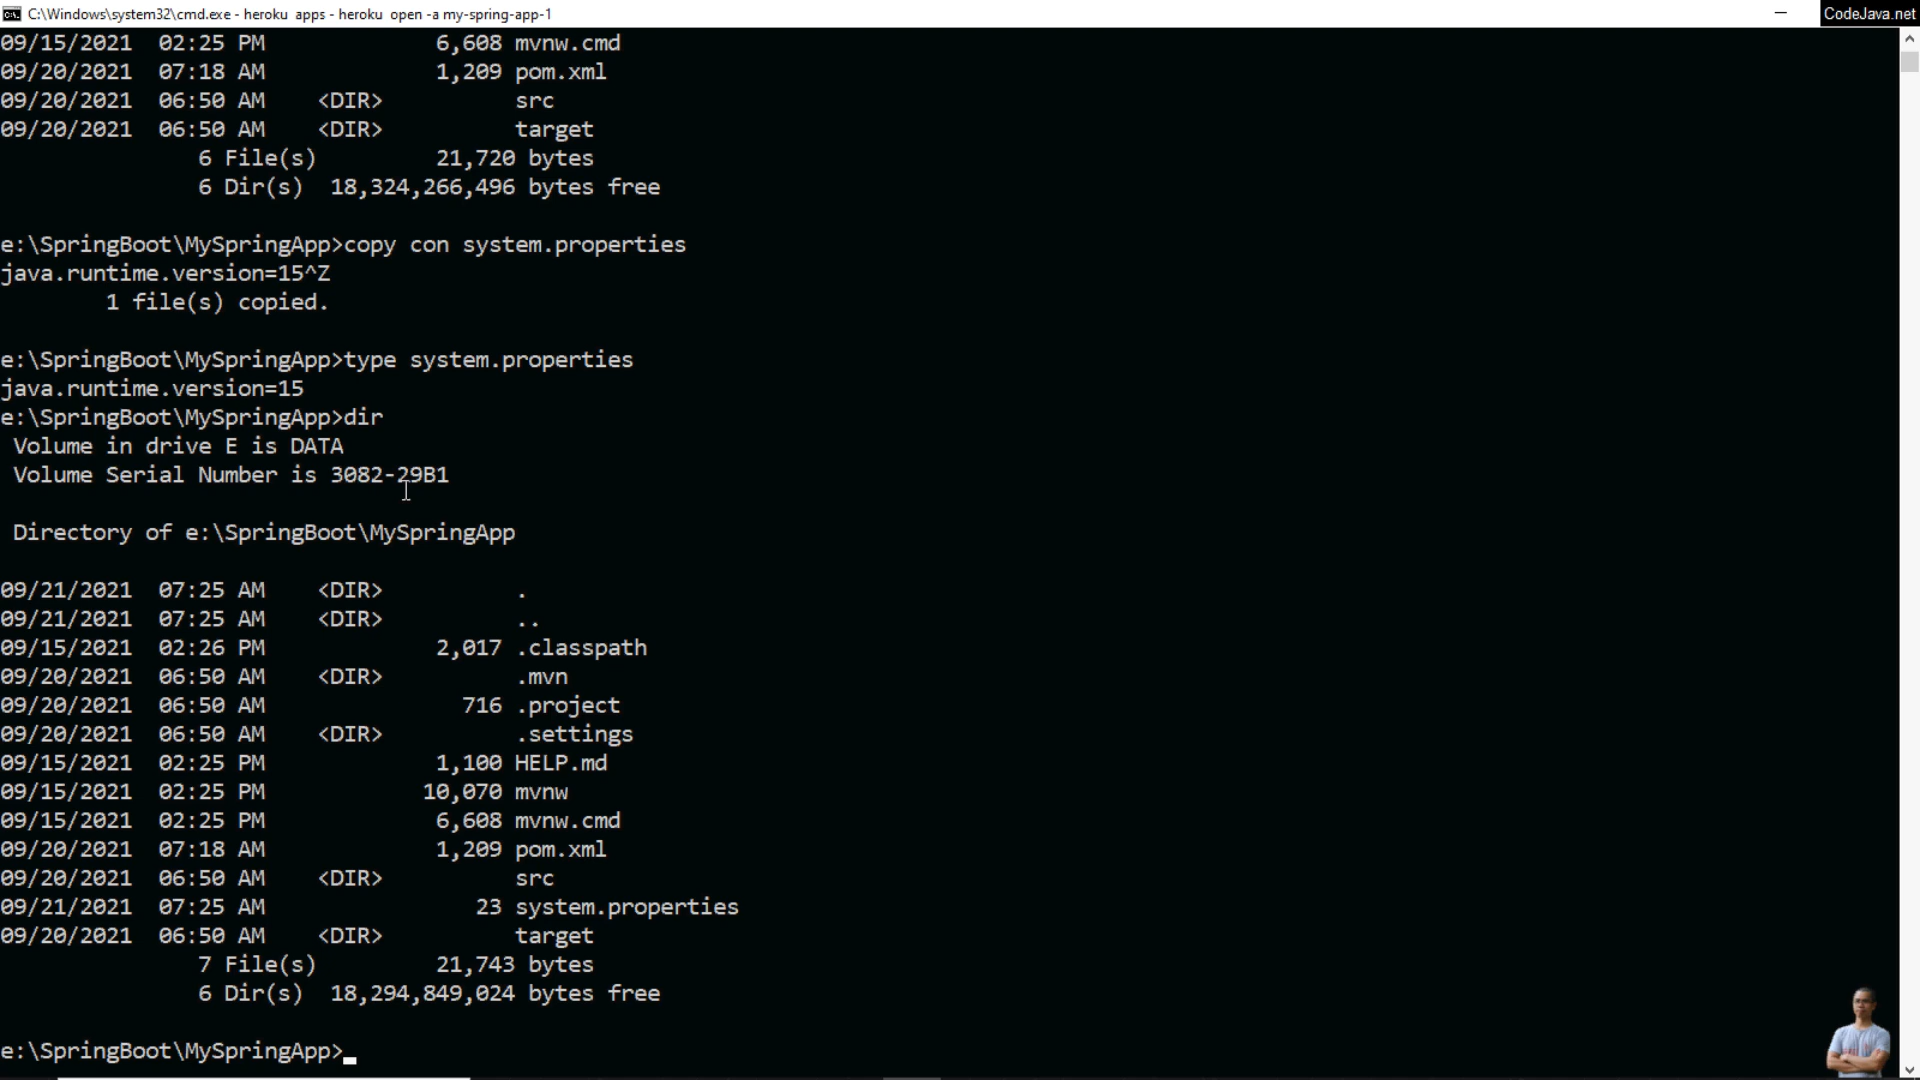 C:\Windows\system32\cmd.exe - heroku  apps - heroku  open -a my-spring-app-1
CodeJava.net
09/15/2021  02:25 PM             6,608 mvnw.cmd
09/20/2021  07:18 AM             1,209 pom.xml
09/20/2021  06:50 AM    <DIR>          src
09/20/2021  06:50 AM    <DIR>          target
               6 File(s)         21,720 bytes
               6 Dir(s)  18,324,266,496 bytes free
e:\SpringBoot\MySpringApp>copy con system.properties
java.runtime.version=15^Z
        1 file(s) copied.
e:\SpringBoot\MySpringApp>type system.properties
java.runtime.version=15
e:\SpringBoot\MySpringApp>dir
 Volume in drive E is DATA
 Volume Serial Number is 3082-29B1
 Directory of e:\SpringBoot\MySpringApp
09/21/2021  07:25 AM    <DIR>          .
09/21/2021  07:25 AM    <DIR>          ..
09/15/2021  02:26 PM             2,017 .classpath
09/20/2021  06:50 AM    <DIR>          .mvn
09/20/2021  06:50 AM               716 .project
09/20/2021  06:50 AM    <DIR>          .settings
09/15/2021  02:25 PM             1,100 HELP.md
09/15/2021  02:25 PM            10,070 mvnw
09/15/2021  02:25 PM             6,608 mvnw.cmd
09/20/2021  07:18 AM             1,209 pom.xml
09/20/2021  06:50 AM    <DIR>          src
09/21/2021  07:25 AM                23 system.properties
09/20/2021  06:50 AM    <DIR>          target
               7 File(s)         21,743 bytes
               6 Dir(s)  18,294,849,024 bytes free
e:\SpringBoot\MySpringApp>